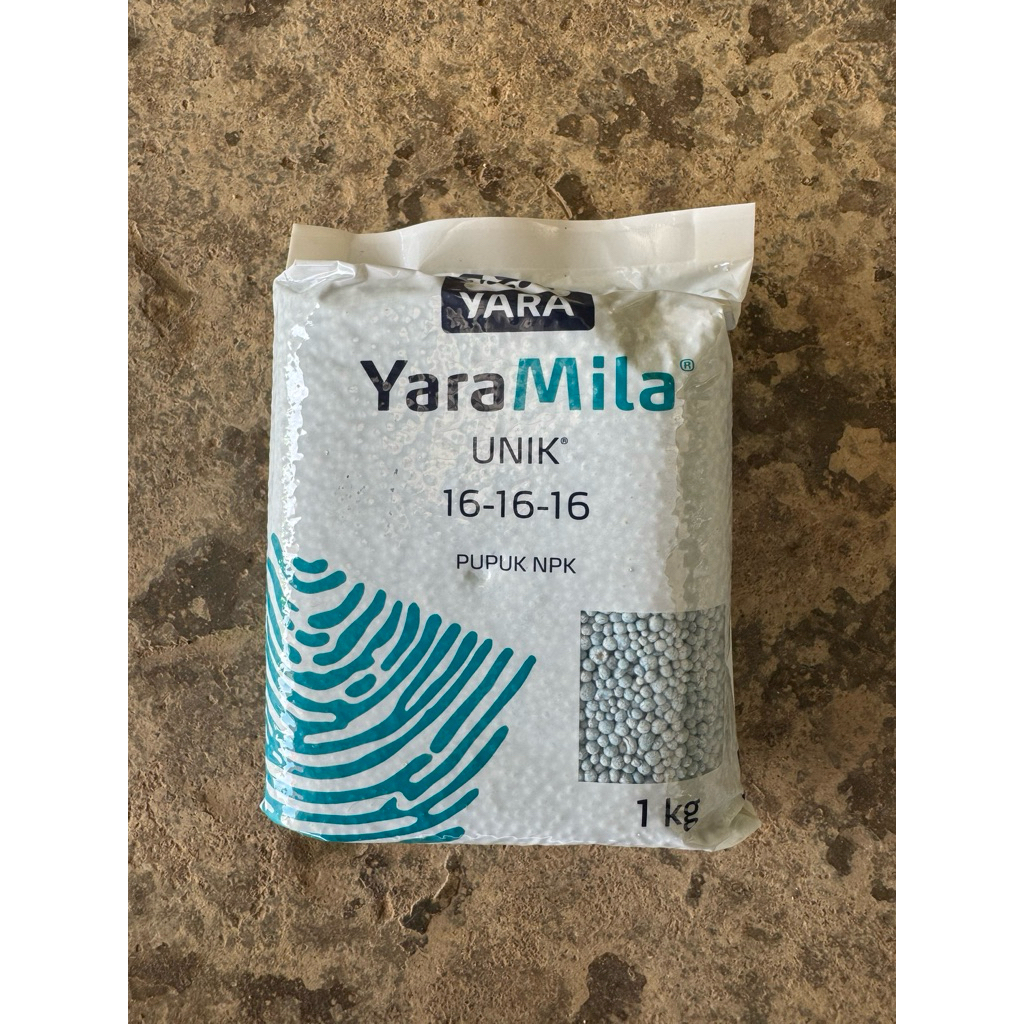 YARA
YaraMila®
UNIK®
16-16-16
PUPUK NPK
1 kg